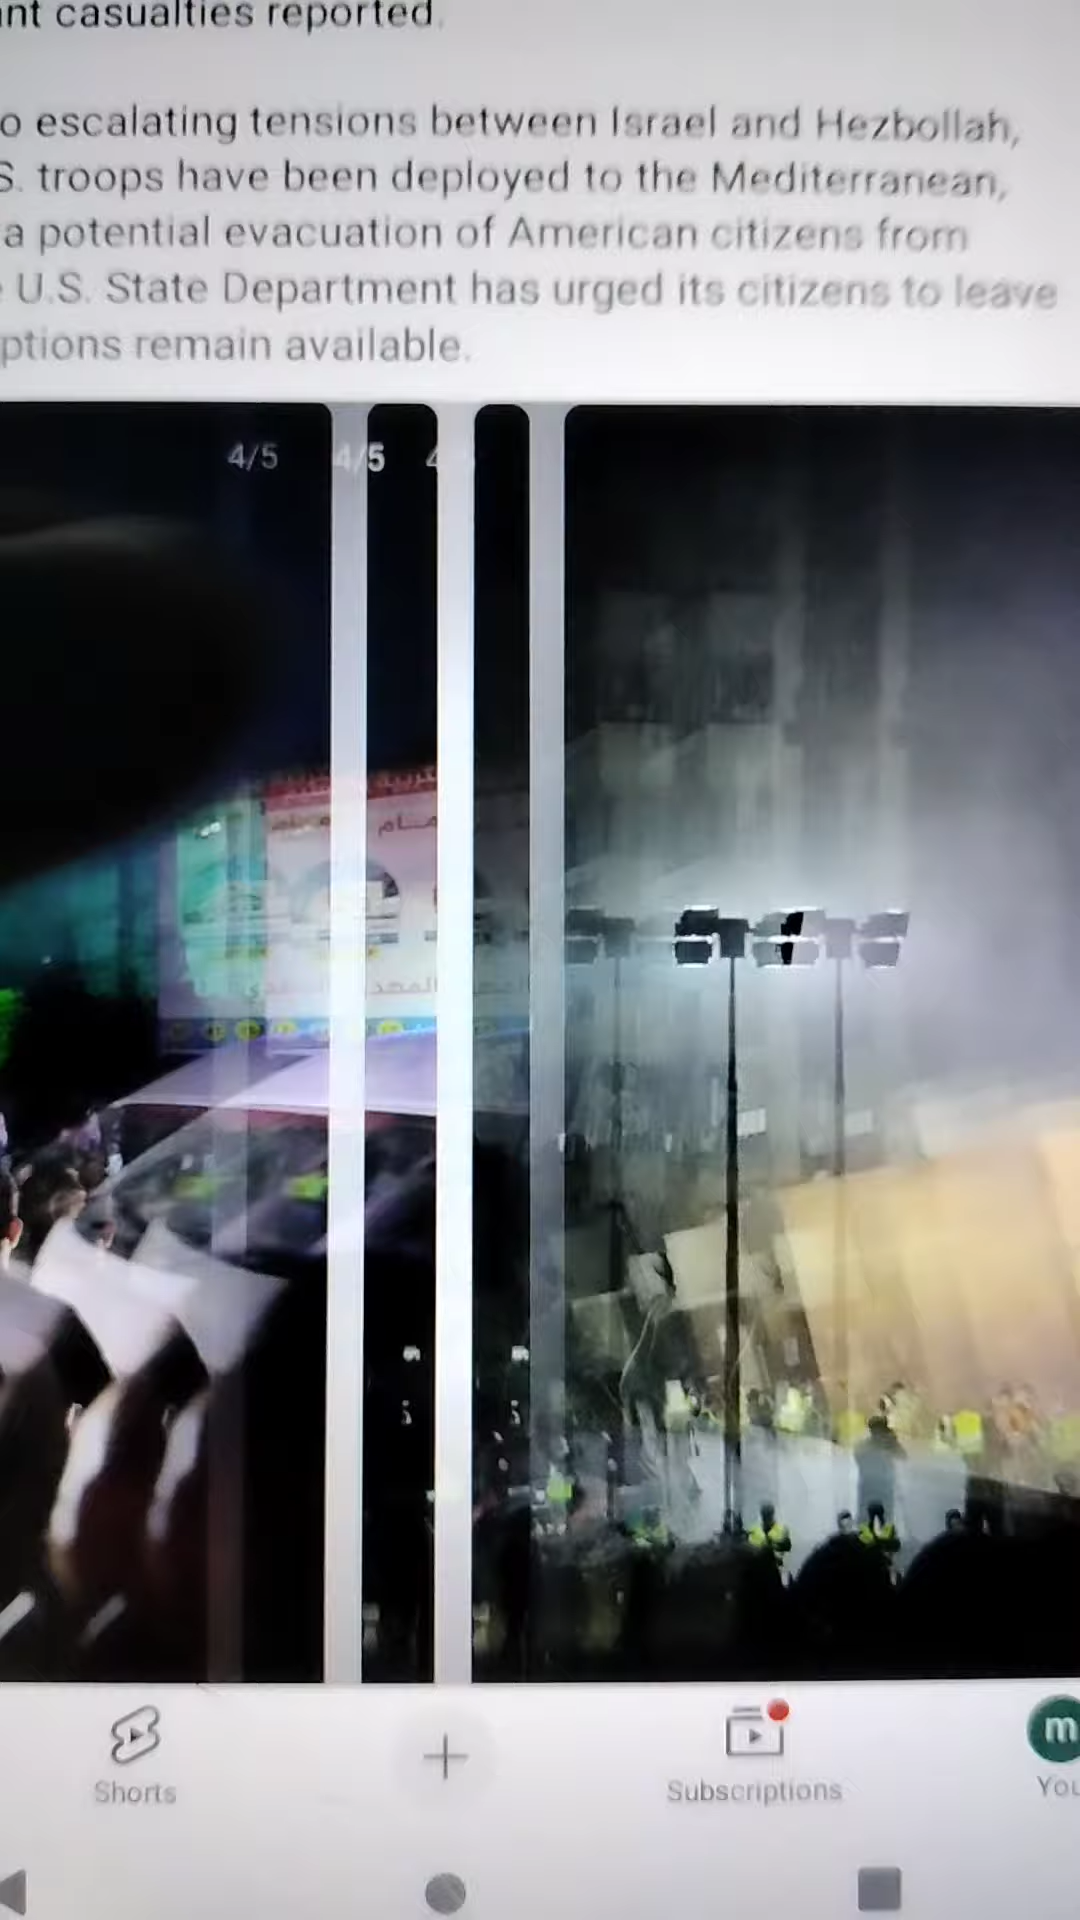 ant casualties reported.
o escalating tensions between Israel and Hezbollah,
S. troops have been deployed to the Mediterranean,
a potential evacuation of American citizens from
U.S. State Department has urged its citizens to leave
ptions remain available.
4/5 4/5
Shorts
Subscriptions
m
You